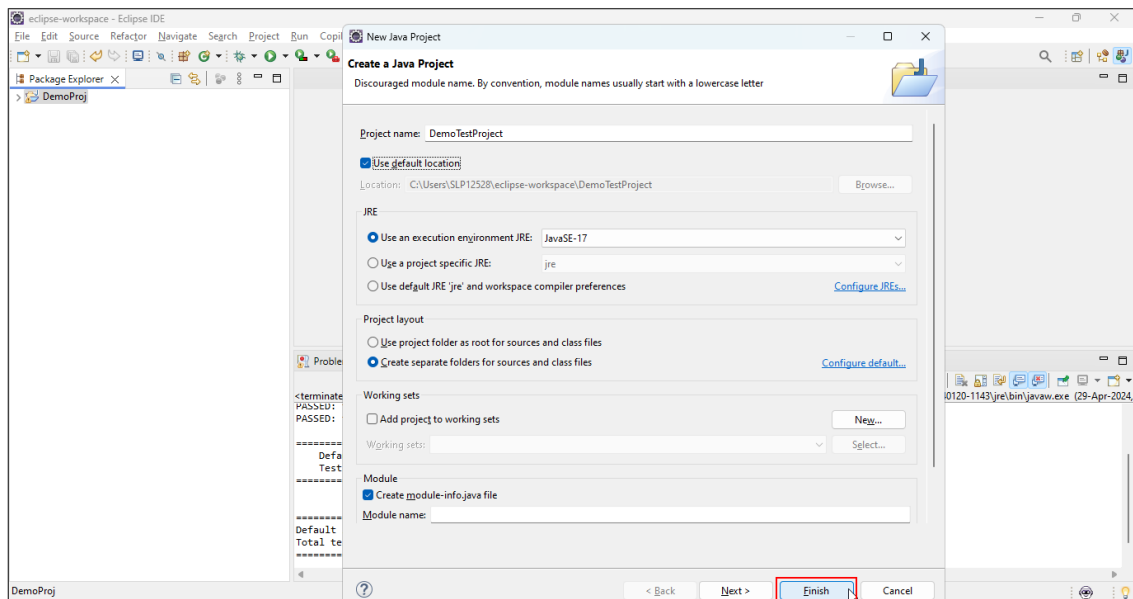 eclipse-workspace - Eclipse IDE
File Edit Source Refactor Navigate Search Project Run Copil
Package Explorer
DemoProj
New Java Project
Create a Java Project
Discouraged module name. By convention, module names usually start with a lowercase letter
Project name: DemoTestProject
Use default location
Location: C:\Users\SLP12528\eclipse-workspace\DemoTestProject Browse...
JRE
Use an execution environment JRE: JavaSE-17
Use a project specific JRE: jre
Use default JRE 'jre' and workspace compiler preferences Configure JREs...
Project layout
Use project folder as root for sources and class files
Create separate folders for sources and class files Configure default...
Working sets
Add project to working sets New...
Working sets: Select...
Module
Create module-info.java file
Module name:
< Back Next > Finish Cancel
Proble
<terminate
0120-1143\jre\bin\javaw.exe (29-Apr-2024,
PASSED:
PASSED:
========
Defa
Test
========
========
Default
Total te
========
DemoProj